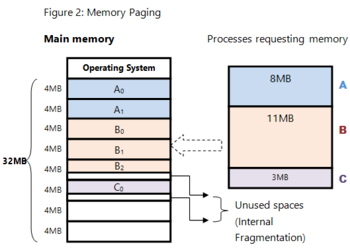 Figure 2: Memory Paging
Main memory
Processes requesting memory
Operating System
4MB
A0
4MB
A1
4MB
B0
4MB
B1
4MB
B2
4MB
C0
4MB
4MB
32MB
8MB
A
11MB
B
3MB
C
Unused spaces
(Internal
Fragmentation)